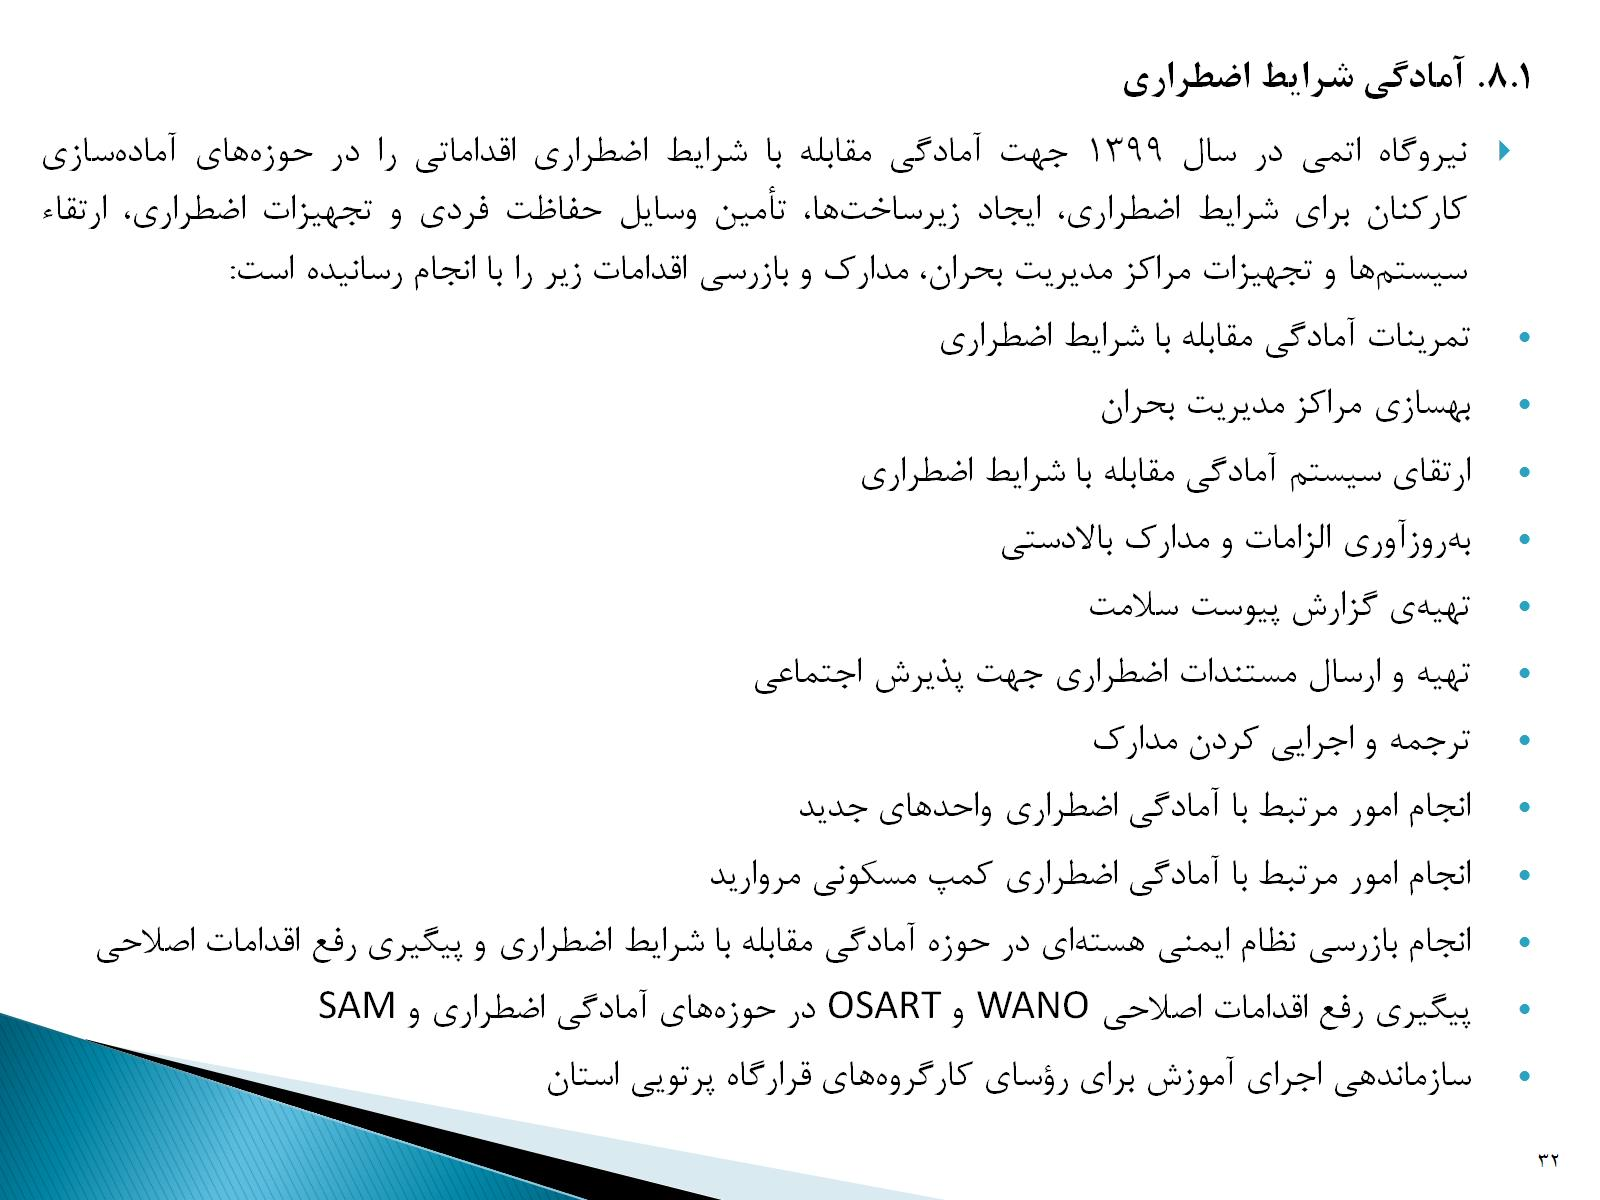 ۸.۱. آمادگی شرایط اضطراری
نیروگاه اتمی در سال ۱۳۹۹ جهت آمادگی مقابله با شرایط اضطراری اقداماتی را در حوزه‌های آماده‌سازی
کارکنان برای شرایط اضطراری، ایجاد زیرساخت‌ها، تأمین وسایل حفاظت فردی و تجهیزات اضطراری، ارتقاء
سیستم‌ها و تجهیزات مراکز مدیریت بحران، مدارک و بازرسی اقدامات زیر را با انجام رسانیده است:
• تمرینات آمادگی مقابله با شرایط اضطراری
• بهسازی مراکز مدیریت بحران
• ارتقای سیستم آمادگی مقابله با شرایط اضطراری
• به‌روزآوری الزامات و مدارک بالادستی
• تهیه‌ی گزارش پیوست سلامت
• تهیه و ارسال مستندات اضطراری جهت پذیرش اجتماعی
• ترجمه و اجرایی کردن مدارک
• انجام امور مرتبط با آمادگی اضطراری واحدهای جدید
• انجام امور مرتبط با آمادگی اضطراری کمپ مسکونی مروارید
• انجام بازرسی نظام ایمنی هسته‌ای در حوزه آمادگی مقابله با شرایط اضطراری و پیگیری رفع اقدامات اصلاحی
• پیگیری رفع اقدامات اصلاحی WANO و OSART در حوزه‌های آمادگی اضطراری و SAM
• سازماندهی اجرای آموزش برای رؤسای کارگروه‌های قرارگاه پرتویی استان
۳۲